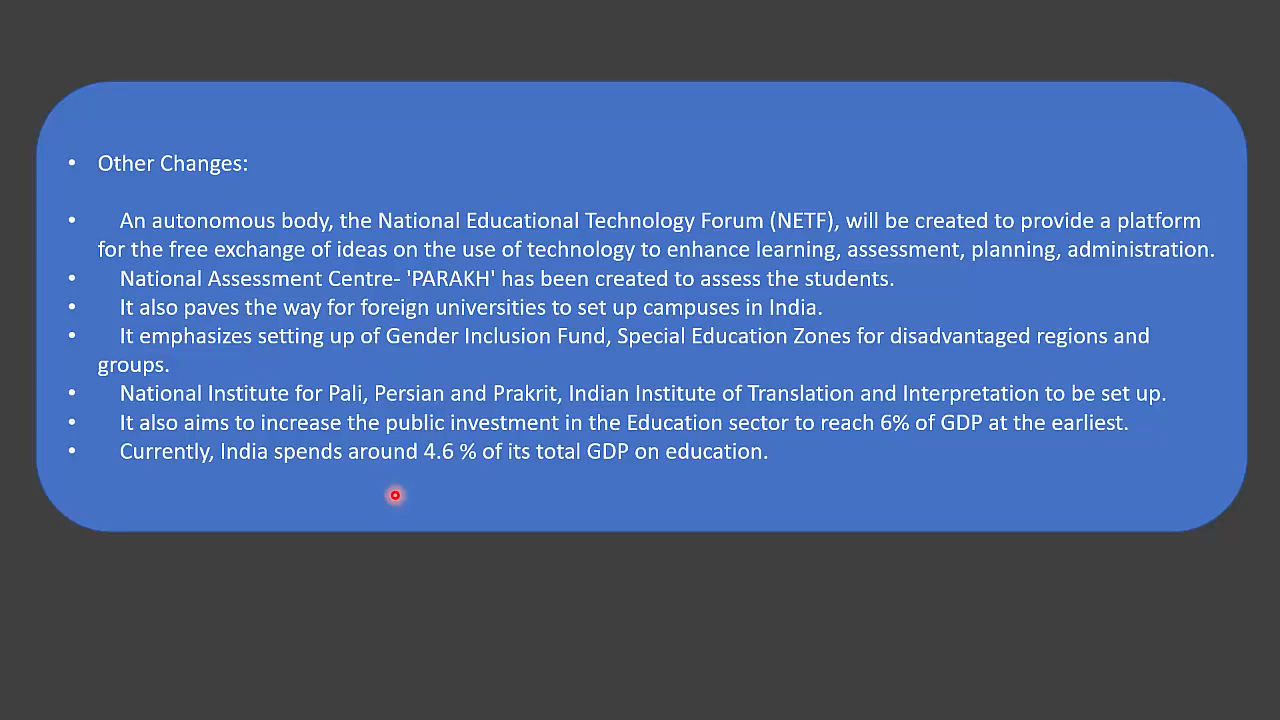 • Other Changes:
• An autonomous body, the National Educational Technology Forum (NETF), will be created to provide a platform
for the free exchange of ideas on the use of technology to enhance learning, assessment, planning, administration.
• National Assessment Centre- 'PARAKH' has been created to assess the students.
• It also paves the way for foreign universities to set up campuses in India.
• It emphasizes setting up of Gender Inclusion Fund, Special Education Zones for disadvantaged regions and
groups.
• National Institute for Pali, Persian and Prakrit, Indian Institute of Translation and Interpretation to be set up.
• It also aims to increase the public investment in the Education sector to reach 6% of GDP at the earliest.
• Currently, India spends around 4.6 % of its total GDP on education.